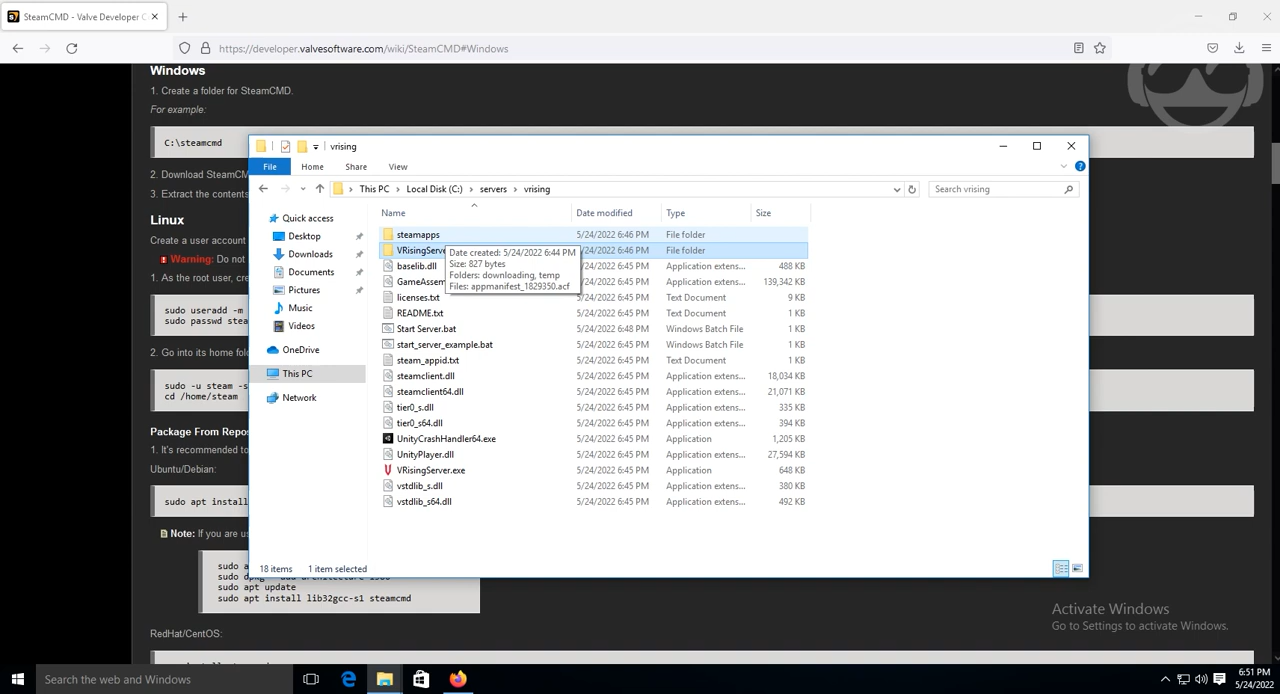 SteamCMD - Valve Developer C
https://developer.valvesoftware.com/wiki/SteamCMD#Windows
Windows
1. Create a folder for SteamCMD.
For example:
C:\steamcmd
2. Download SteamCM
3. Extract the contents
Linux
Create a user account
Warning: Do not
1. As the root user, cre
sudo useradd -m
sudo passwd stea
2. Go into its home fol
sudo -u steam -s
cd /home/steam
Package From Repos
1. It's recommended to
Ubuntu/Debian:
sudo apt install
Note: If you are us
sudo a
apt update
sudo apt install lib32gcc-s1 steamcmd
RedHat/CentOS:
vrising
File Home Share View
This PC Local Disk (C:) servers vrising
Search vrising
Quick access
Desktop
Downloads
Documents
Pictures
Music
Videos
OneDrive
This PC
Network
Name Date modified Type Size
steamapps 5/24/2022 6:46 PM File folder
VRisingServe 5/24/2022 6:46 PM File folder
baselib.dll 5/24/2022 6:45 PM Application extens... 488 KB
GameAssem 5/24/2022 6:45 PM Application extens... 139,342 KB
licenses.txt 5/24/2022 6:45 PM Text Document 9 KB
README.txt 5/24/2022 6:45 PM Text Document 1 KB
Start Server.bat 5/24/2022 6:48 PM Windows Batch File 1 KB
start_server_example.bat 5/24/2022 6:45 PM Windows Batch File 1 KB
steam_appid.txt 5/24/2022 6:45 PM Text Document 1 KB
steamclient.dll 5/24/2022 6:45 PM Application extens... 18,034 KB
steamclient64.dll 5/24/2022 6:45 PM Application extens... 21,071 KB
tier0_s.dll 5/24/2022 6:45 PM Application extens... 335 KB
tier0_s64.dll 5/24/2022 6:45 PM Application extens... 394 KB
UnityCrashHandler64.exe 5/24/2022 6:45 PM Application 1,205 KB
UnityPlayer.dll 5/24/2022 6:45 PM Application extens... 27,594 KB
VRisingServer.exe 5/24/2022 6:45 PM Application 648 KB
vstdlib_s.dll 5/24/2022 6:45 PM Application extens... 380 KB
vstdlib_s64.dll 5/24/2022 6:45 PM Application extens... 492 KB
Date created: 5/24/2022 6:44 PM
Size: 827 bytes
Folders: downloading, temp
Files: appmanifest_1829350.acf
18 items 1 item selected
Activate Windows
Go to Settings to activate Windows.
Search the web and Windows
6:51 PM
5/24/2022